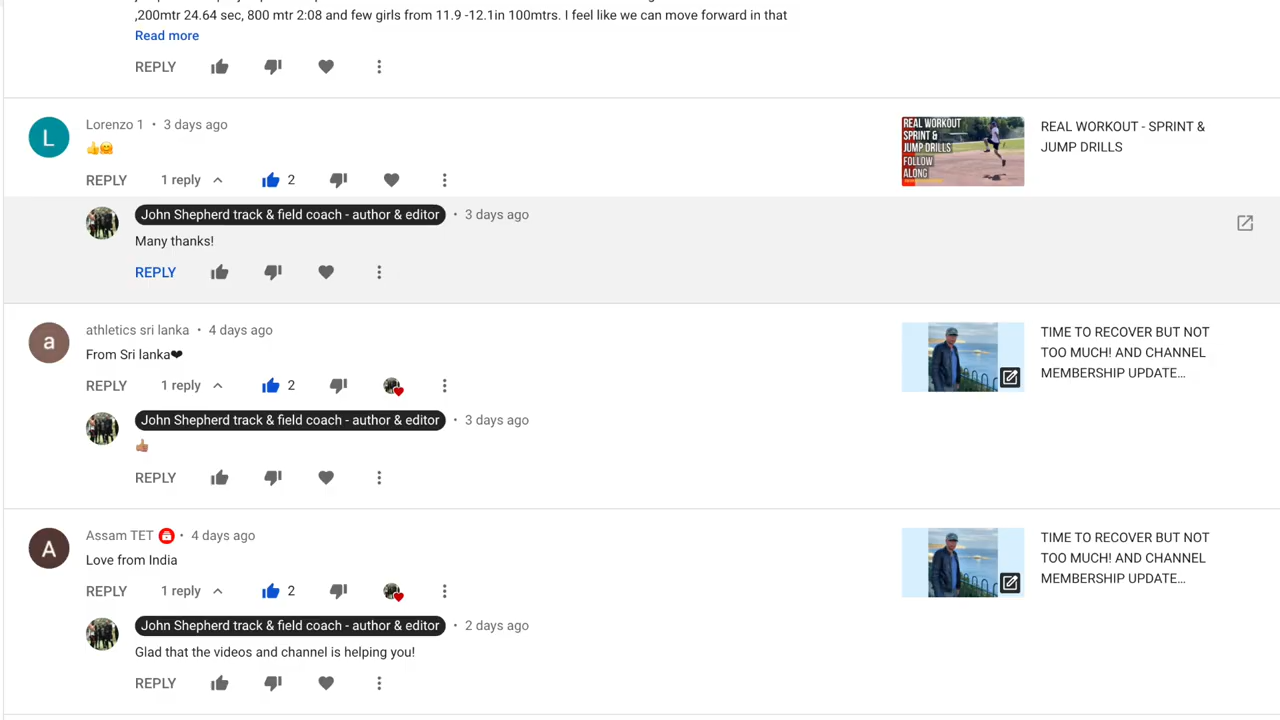 ,200mtr 24.64 sec, 800 mtr 2:08 and few girls from 11.9 -12.1in 100mtrs. I feel like we can move forward in that
Read more
REPLY
L
Lorenzo 1 • 3 days ago
👍🤗
REPLY 1 reply 2
REAL WORKOUT SPRINT & JUMP DRILLS FOLLOW ALONG
REAL WORKOUT - SPRINT &
JUMP DRILLS
John Shepherd track & field coach - author & editor • 3 days ago
Many thanks!
REPLY
a
athletics sri lanka • 4 days ago
From Sri lanka❤
REPLY 1 reply 2
TIME TO RECOVER BUT NOT
TOO MUCH! AND CHANNEL
MEMBERSHIP UPDATE...
John Shepherd track & field coach - author & editor • 3 days ago
👍🏽
REPLY
A
Assam TET • 4 days ago
Love from India
REPLY 1 reply 2
TIME TO RECOVER BUT NOT
TOO MUCH! AND CHANNEL
MEMBERSHIP UPDATE...
John Shepherd track & field coach - author & editor • 2 days ago
Glad that the videos and channel is helping you!
REPLY